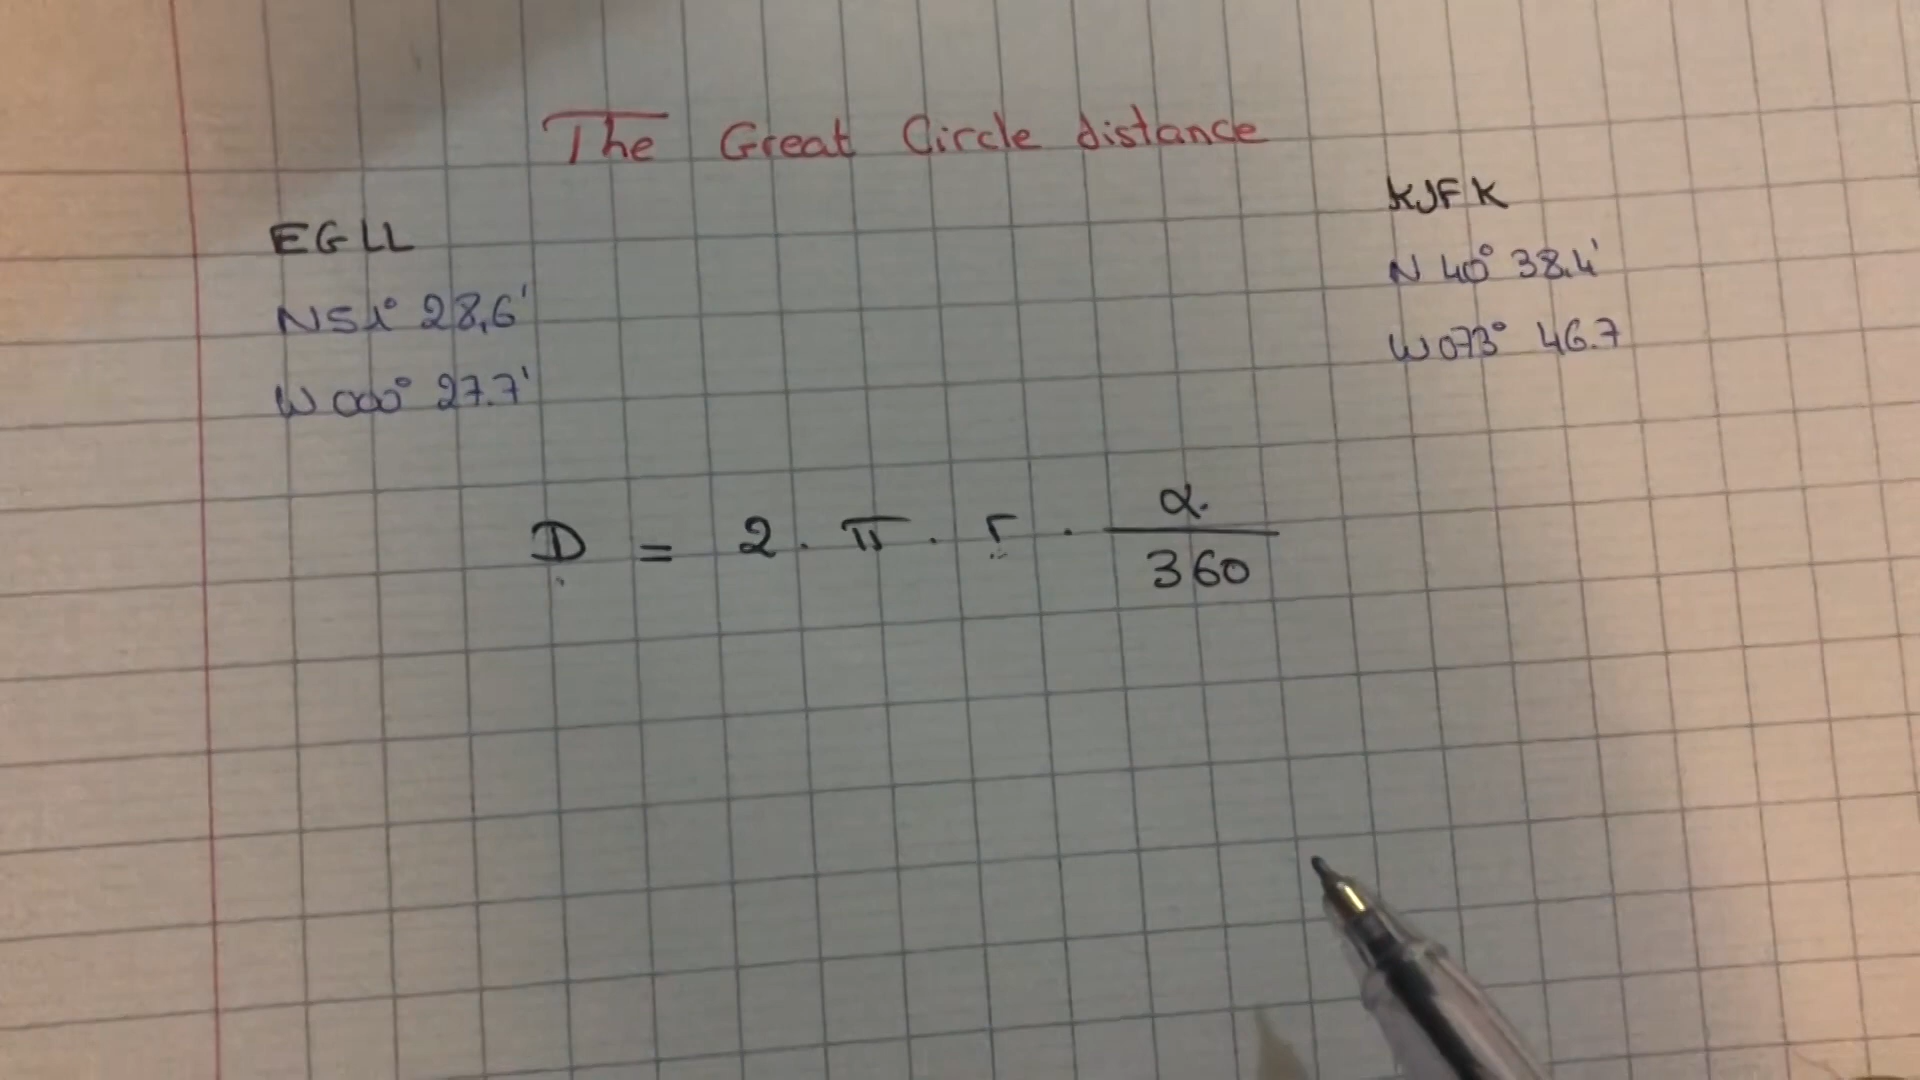 The Great Circle distance
EGLL
N51° 28,6'
W 000° 27.7'
KJFK
N 40° 38.4'
W 073° 46.7
D = 2 . π . r . α / 360